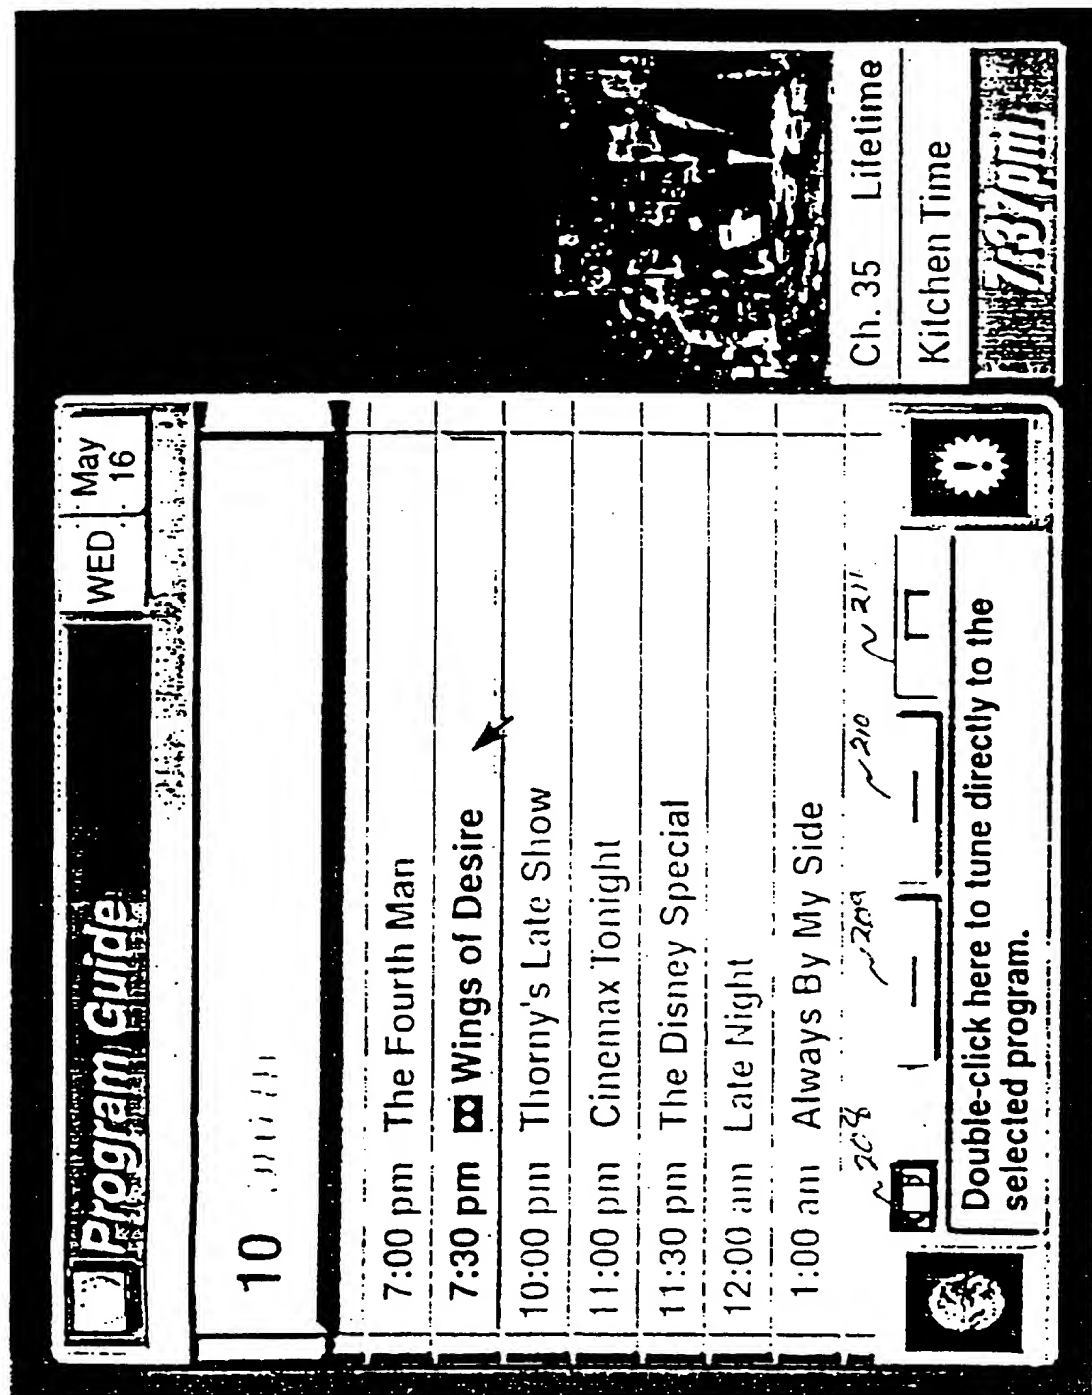 Program Guide
WED May 16
10
7:00 pm The Fourth Man
7:30 pm Wings of Desire
10:00 pm Thorny's Late Show
11:00 pm Cinemax Tonight
11:30 pm The Disney Special
12:00 am Late Night
1:00 am Always By My Side
208 209 210 211
!
Double-click here to tune directly to the
selected program.
Ch. 35 Lifetime
Kitchen Time
7:37pm